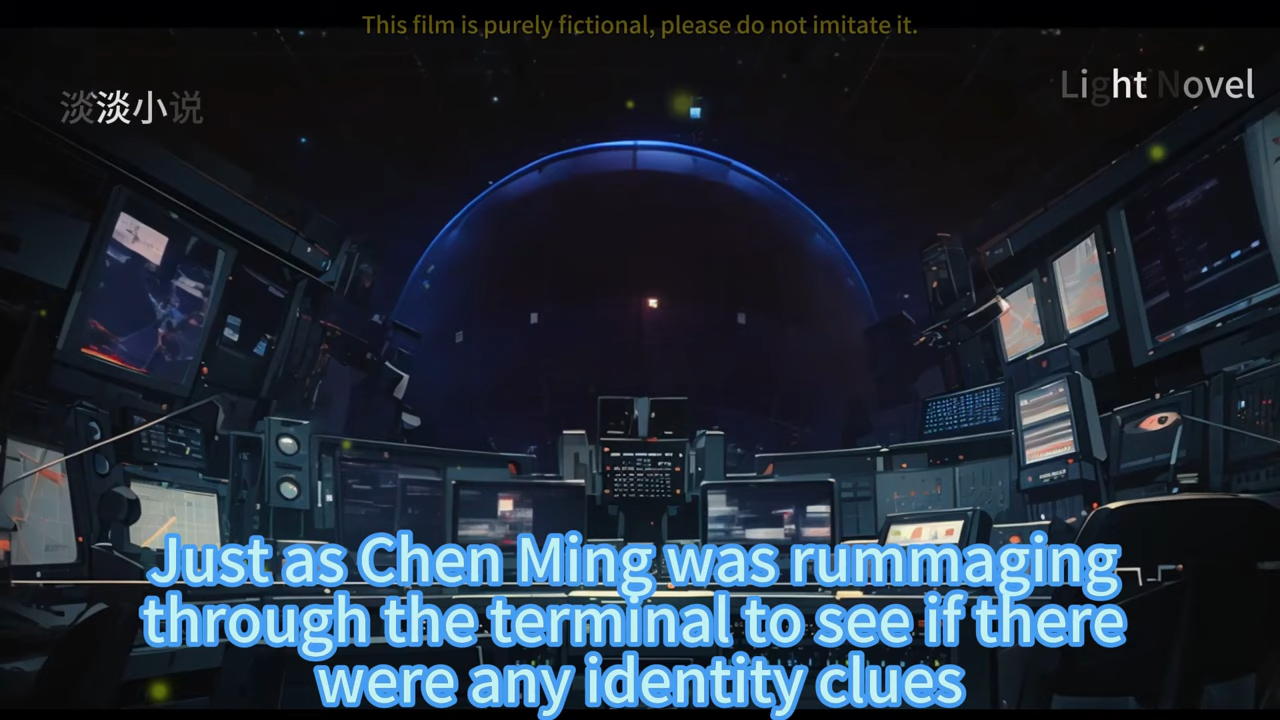 This film is purely fictional, please do not imitate it.
淡淡小说
Light Novel
Just as Chen Ming was rummaging
through the terminal to see if there
were any identity clues